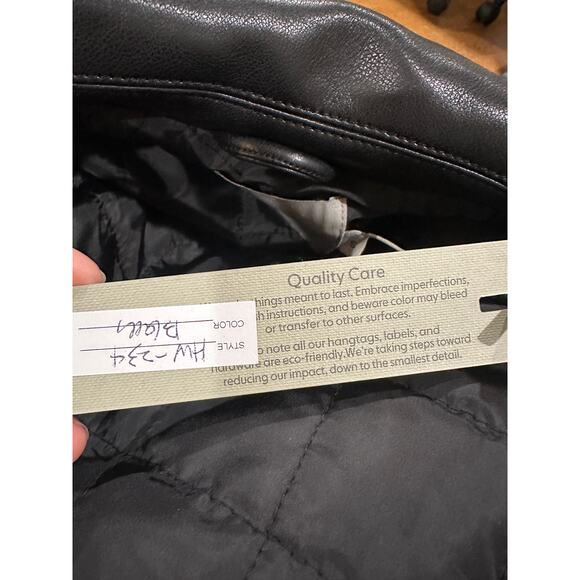 Quality Care
things meant to last. Embrace imperfections,
sh instructions, and beware color may bleed
or transfer to other surfaces.
o note all our hangtags, labels, and
hardware are eco-friendly. We're taking steps toward
reducing our impact, down to the smallest detail.
STYLE HW-234
COLOR Black